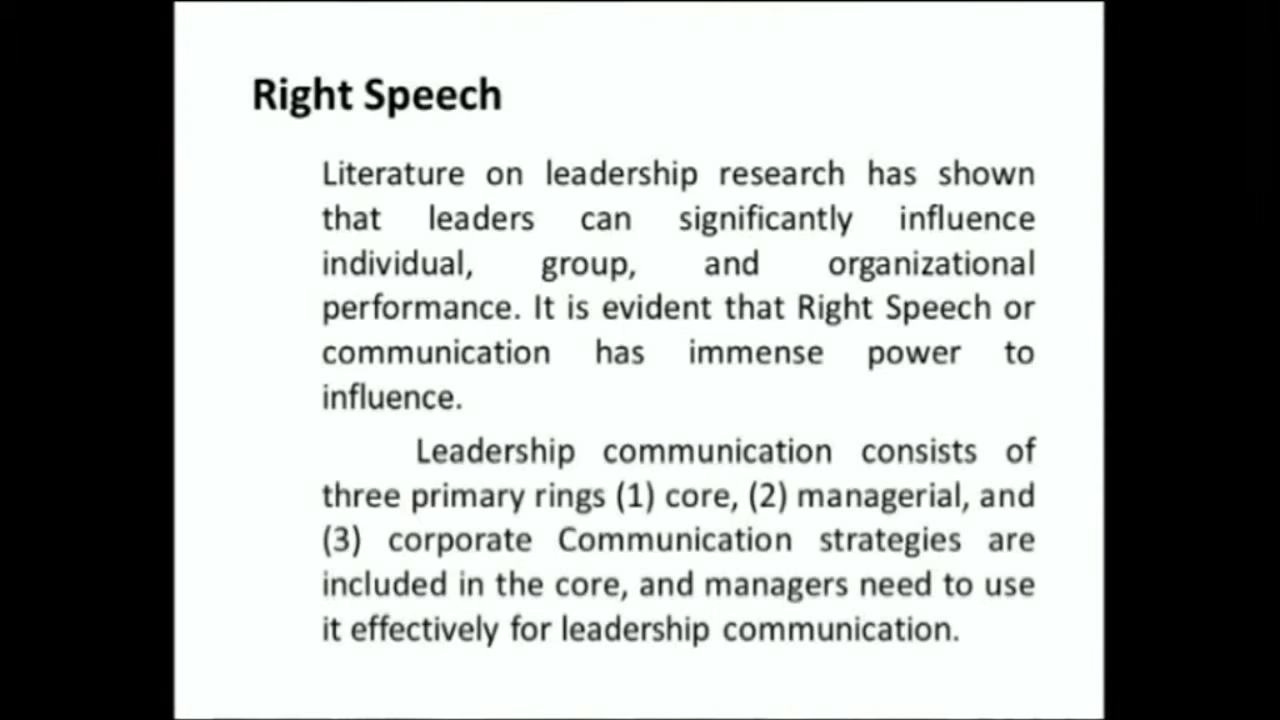 Right Speech
Literature on leadership research has shown
that leaders can significantly influence
individual, group, and organizational
performance. It is evident that Right Speech or
communication has immense power to
influence.
Leadership communication consists of
three primary rings (1) core, (2) managerial, and
(3) corporate Communication strategies are
included in the core, and managers need to use
it effectively for leadership communication.